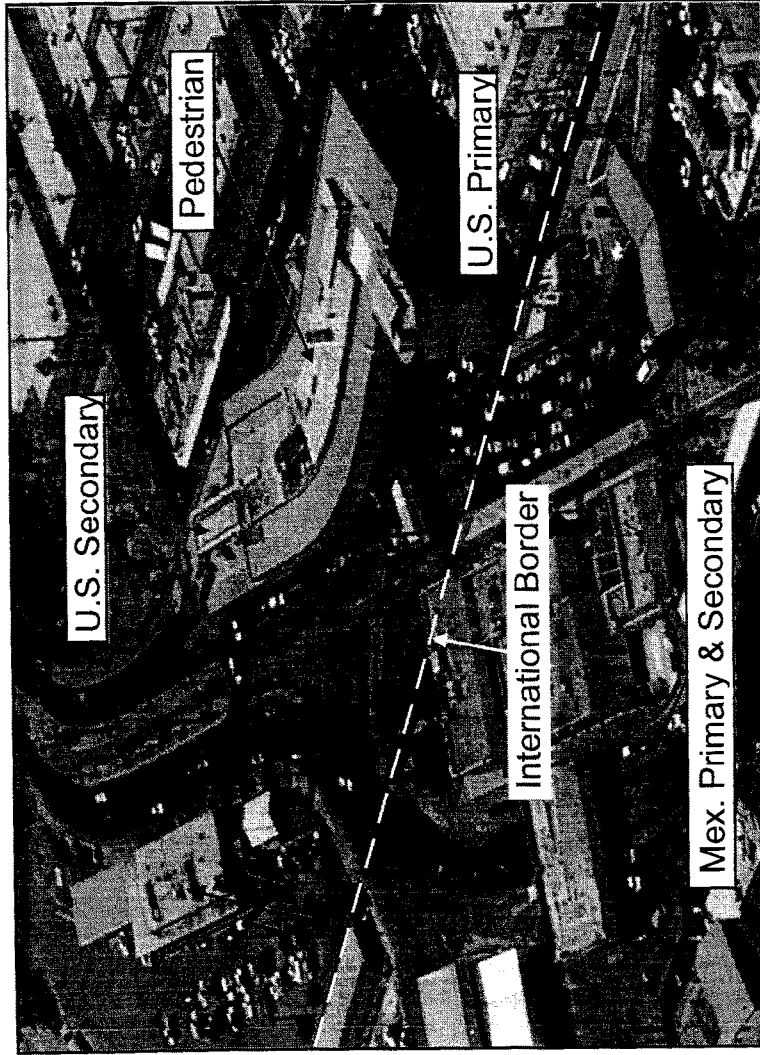 U.S. Secondary
Pedestrian
U.S. Primary
International Border
Mex. Primary & Secondary